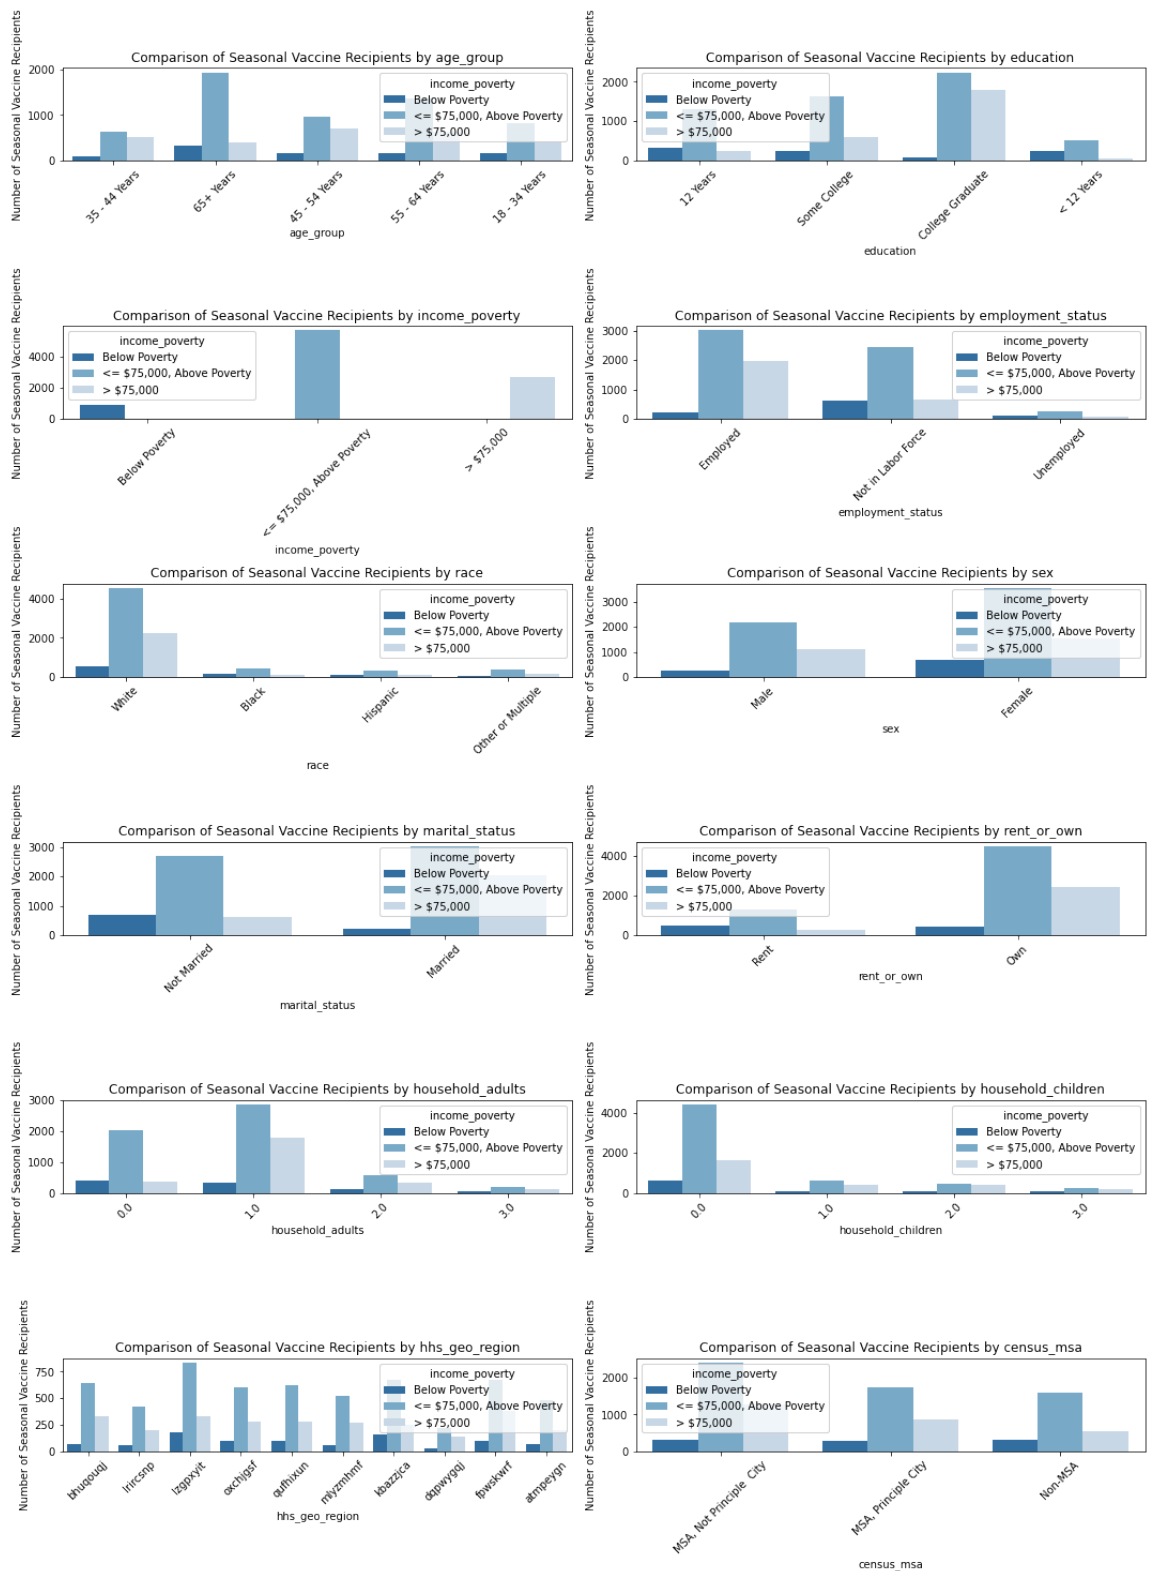 Comparison of Seasonal Vaccine Recipients by age_group
Number of Seasonal Vaccine Recipients
2000
1000
0
income_poverty
Below Poverty
<= $75,000, Above Poverty
> $75,000
35 - 44 Years
65+ Years
45 - 54 Years
55 - 64 Years
18 - 34 Years
age_group
Comparison of Seasonal Vaccine Recipients by education
Number of Seasonal Vaccine Recipients
2000
1000
0
income_poverty
Below Poverty
<= $75,000, Above Poverty
> $75,000
12 Years
Some College
College Graduate
< 12 Years
education
Comparison of Seasonal Vaccine Recipients by income_poverty
Number of Seasonal Vaccine Recipients
4000
2000
0
income_poverty
Below Poverty
<= $75,000, Above Poverty
> $75,000
Below Poverty
<= $75,000, Above Poverty
> $75,000
income_poverty
Comparison of Seasonal Vaccine Recipients by employment_status
Number of Seasonal Vaccine Recipients
3000
2000
1000
0
income_poverty
Below Poverty
<= $75,000, Above Poverty
> $75,000
Employed
Not in Labor Force
Unemployed
employment_status
Comparison of Seasonal Vaccine Recipients by race
Number of Seasonal Vaccine Recipients
4000
2000
0
income_poverty
Below Poverty
<= $75,000, Above Poverty
> $75,000
White
Black
Hispanic
Other or Multiple
race
Comparison of Seasonal Vaccine Recipients by sex
Number of Seasonal Vaccine Recipients
3000
2000
1000
0
income_poverty
Below Poverty
<= $75,000, Above Poverty
> $75,000
Male
Female
sex
Comparison of Seasonal Vaccine Recipients by marital_status
Number of Seasonal Vaccine Recipients
3000
2000
1000
0
income_poverty
Below Poverty
<= $75,000, Above Poverty
> $75,000
Not Married
Married
marital_status
Comparison of Seasonal Vaccine Recipients by rent_or_own
Number of Seasonal Vaccine Recipients
4000
2000
0
income_poverty
Below Poverty
<= $75,000, Above Poverty
> $75,000
Rent
Own
rent_or_own
Comparison of Seasonal Vaccine Recipients by household_adults
Number of Seasonal Vaccine Recipients
3000
2000
1000
0
income_poverty
Below Poverty
<= $75,000, Above Poverty
> $75,000
0.0
1.0
2.0
3.0
household_adults
Comparison of Seasonal Vaccine Recipients by household_children
Number of Seasonal Vaccine Recipients
4000
2000
0
income_poverty
Below Poverty
<= $75,000, Above Poverty
> $75,000
0.0
1.0
2.0
3.0
household_children
Comparison of Seasonal Vaccine Recipients by hhs_geo_region
Number of Seasonal Vaccine Recipients
750
500
250
0
income_poverty
Below Poverty
<= $75,000, Above Poverty
> $75,000
bhuqouqj
lrircsnp
lzgpxyit
oxchjgsf
qufhixun
mlyzmhmf
kbazzjca
dqpwygqj
fpwskwrf
atmpeygn
hhs_geo_region
Comparison of Seasonal Vaccine Recipients by census_msa
Number of Seasonal Vaccine Recipients
2000
1000
0
income_poverty
Below Poverty
<= $75,000, Above Poverty
> $75,000
MSA, Not Principle City
MSA, Principle City
Non-MSA
census_msa